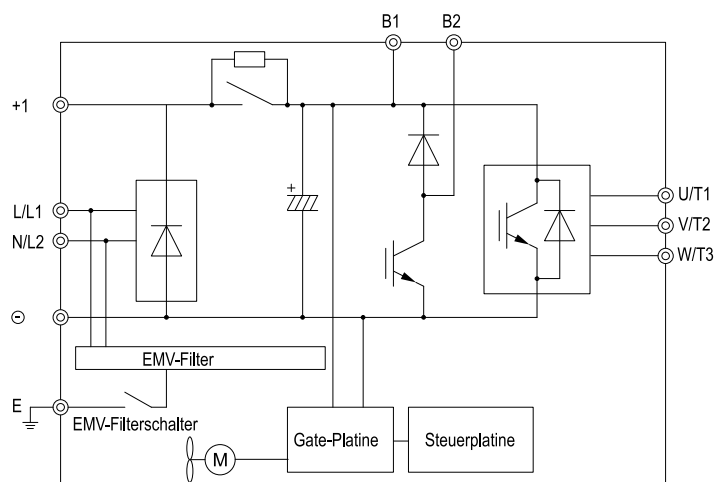 B1
B2
+1
+
L/L1
N/L2
U/T1
V/T2
W/T3
⊖
EMV-Filter
E
EMV-Filterschalter
Gate-Platine
Steuerplatine
M